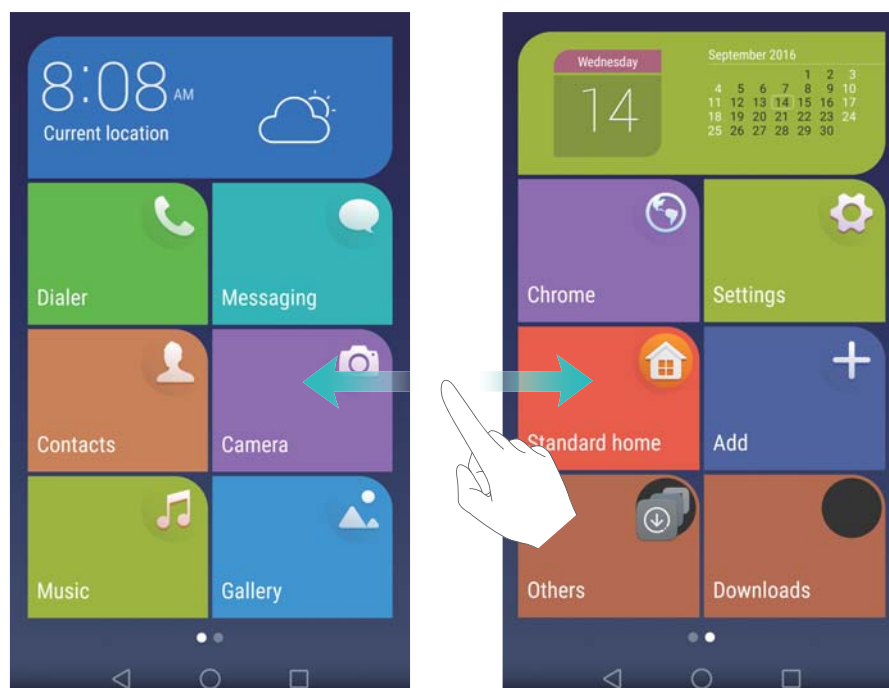 8:08 AM
Current location
Dialer
Messaging
Contacts
Camera
Music
Gallery
Wednesday
14
September 2016
1 2 3
4 5 6 7 8 9 10
11 12 13 14 15 16 17
18 19 20 21 22 23 24
25 26 27 28 29 30
Chrome
Settings
Standard home
Add
Others
Downloads